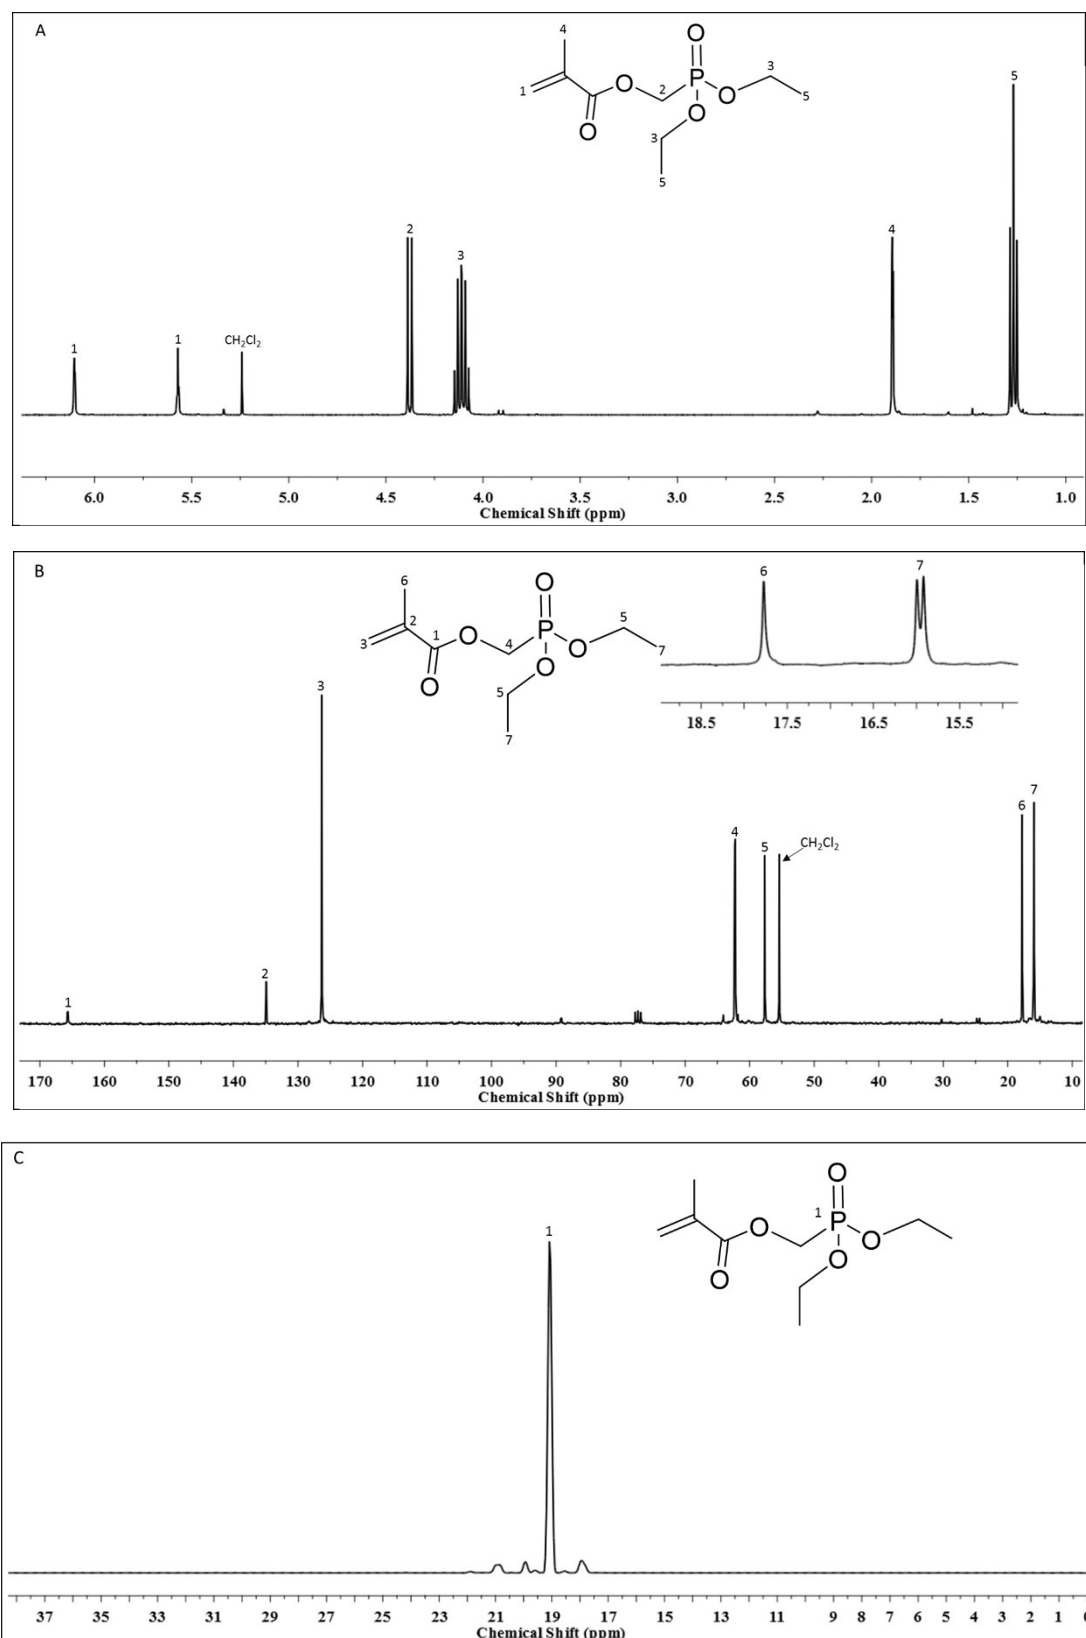 A
4
O
3
1
O
2
P
O
5
O
3
O
5
5
2
3
4
1
1
CH2Cl2
6.0 5.5 5.0 4.5 4.0 3.5 3.0 2.5 2.0 1.5 1.0
Chemical Shift (ppm)
B
6
O
2
5
3
1
O
4
P
O
7
O
O
5
7
6
7
18.5 17.5 16.5 15.5
3
7
6
4
5
CH2Cl2
2
1
170 160 150 140 130 120 110 100 90 80 70 60 50 40 30 20 10
Chemical Shift (ppm)
C
O
1
O
P
O
O
O
1
37 35 33 31 29 27 25 23 21 19 17 15 13 11 9 8 7 6 5 4 3 2 1 0
Chemical Shift (ppm)